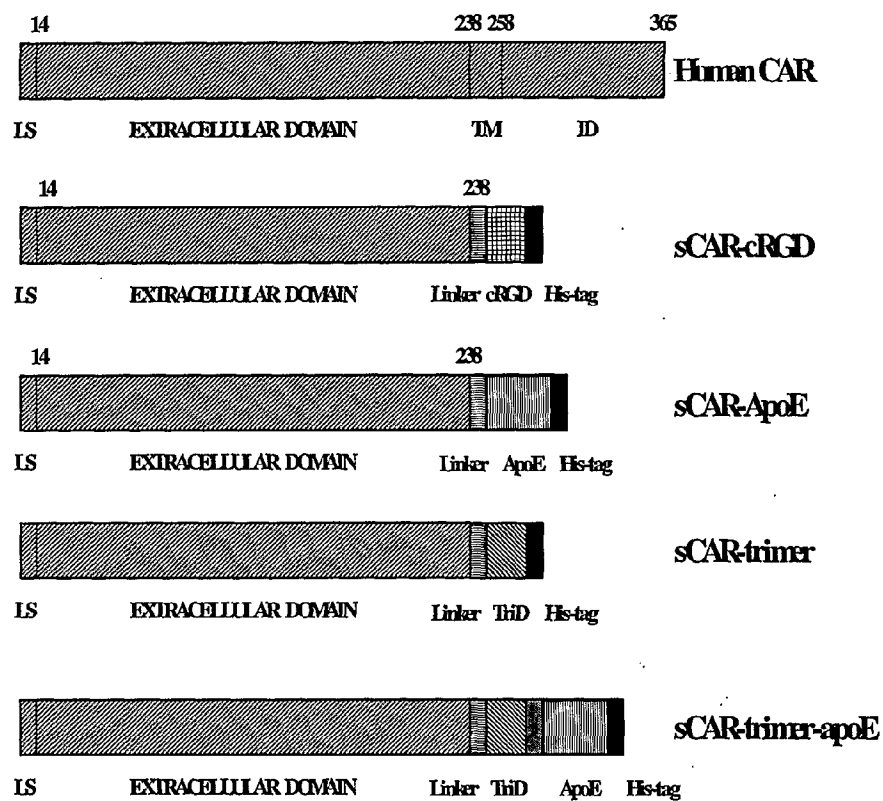 14 238 258 365
Human CAR
LS EXTRACELLULAR DOMAIN TM ID
14 238
sCAR-cRGD
LS EXTRACELLULAR DOMAIN Linker cRGD His-tag
14 238
sCAR-ApoE
LS EXTRACELLULAR DOMAIN Linker ApoE His-tag
sCAR-trimer
LS EXTRACELLULAR DOMAIN Linker TriD His-tag
sCAR-trimer-apoE
LS EXTRACELLULAR DOMAIN Linker TriD ApoE His-tag